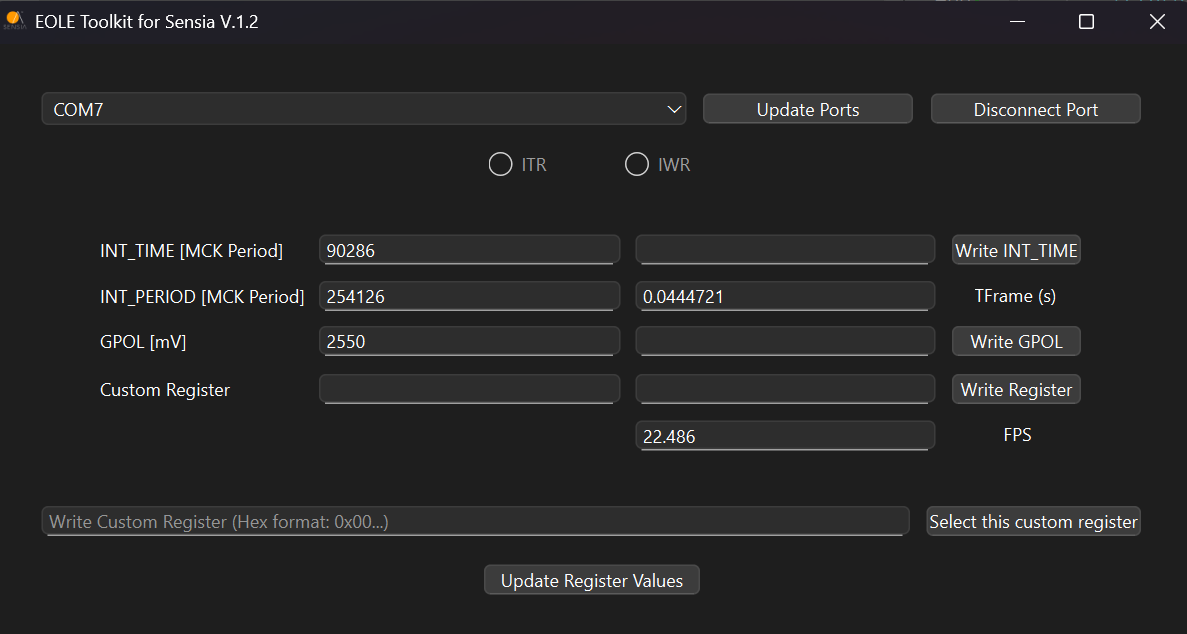 EOLE Toolkit for Sensia V.1.2
COM7 Update Ports Disconnect Port
ITR IWR
INT_TIME [MCK Period] 90286 Write INT_TIME
INT_PERIOD [MCK Period] 254126 0.0444721 TFrame (s)
GPOL [mV] 2550 Write GPOL
Custom Register Write Register
22.486 FPS
Write Custom Register (Hex format: 0x00...) Select this custom register
Update Register Values